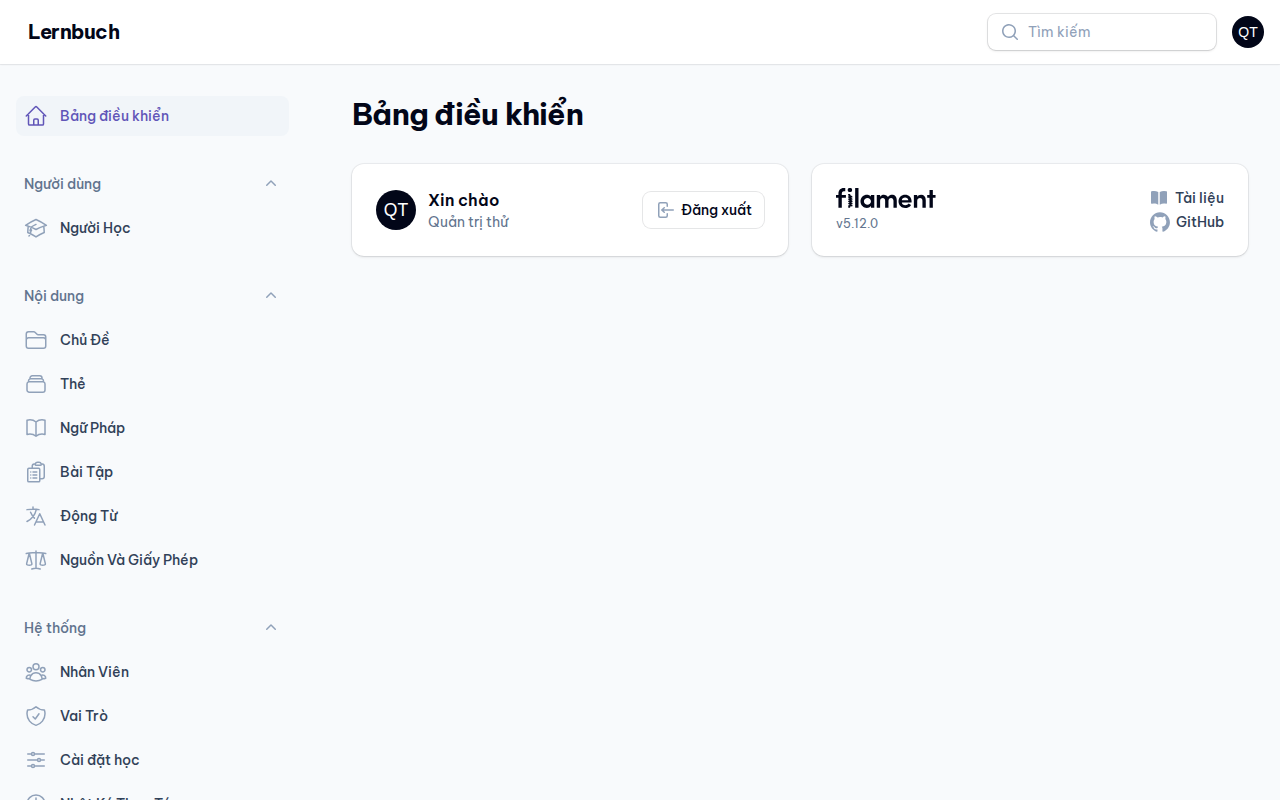 Lernbuch
Tìm kiếm
QT
Bảng điều khiển
Người dùng
Người Học
Nội dung
Chủ Đề
Thẻ
Ngữ Pháp
Bài Tập
Động Từ
Nguồn Và Giấy Phép
Hệ thống
Nhân Viên
Vai Trò
Cài đặt học
Bảng điều khiển
QT
Xin chào
Quản trị thử
Đăng xuất
filament
v5.12.0
Tài liệu
GitHub